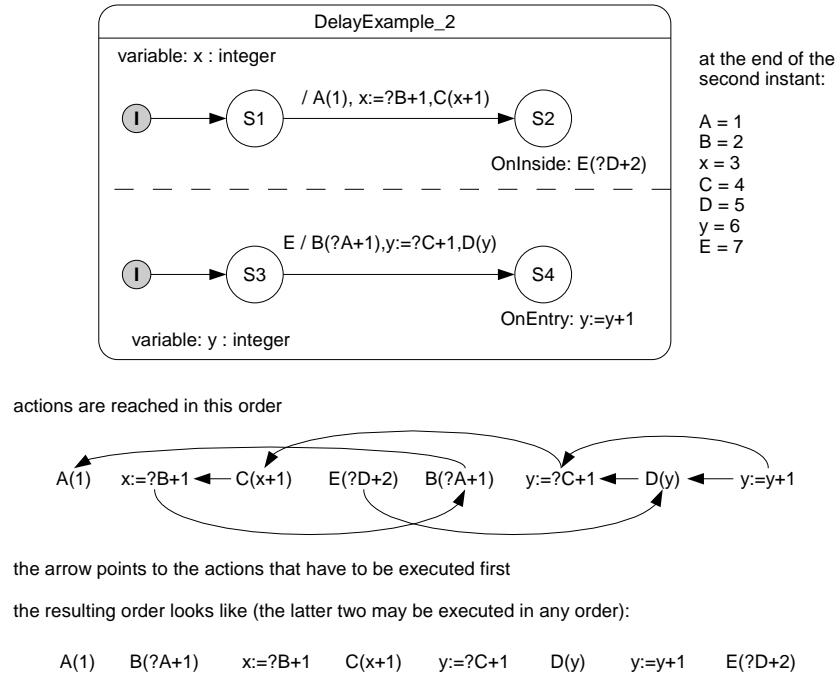 DelayExample_2
variable: x : integer
/ A(1), x:=?B+1,C(x+1)
I
S1
S2
OnInside: E(?D+2)
E / B(?A+1),y:=?C+1,D(y)
I
S3
S4
OnEntry: y:=y+1
variable: y : integer
at the end of the
second instant:
A = 1
B = 2
x = 3
C = 4
D = 5
y = 6
E = 7
actions are reached in this order
A(1) x:=?B+1 C(x+1) E(?D+2) B(?A+1) y:=?C+1 D(y) y:=y+1
the arrow points to the actions that have to be executed first
the resulting order looks like (the latter two may be executed in any order):
A(1) B(?A+1) x:=?B+1 C(x+1) y:=?C+1 D(y) y:=y+1 E(?D+2)